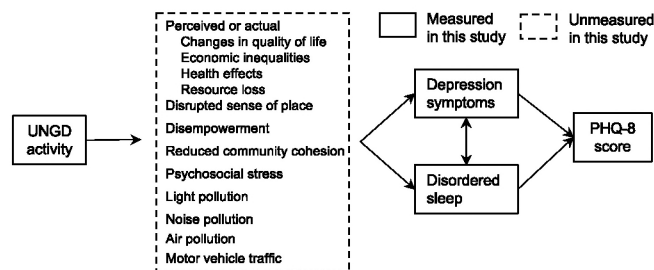 Measured
in this study
Unmeasured
in this study
UNGD
activity
Perceived or actual
Changes in quality of life
Economic inequalities
Health effects
Resource loss
Disrupted sense of place
Disempowerment
Reduced community cohesion
Psychosocial stress
Light pollution
Noise pollution
Air pollution
Motor vehicle traffic
Depression
symptoms
Disordered
sleep
PHQ-8
score